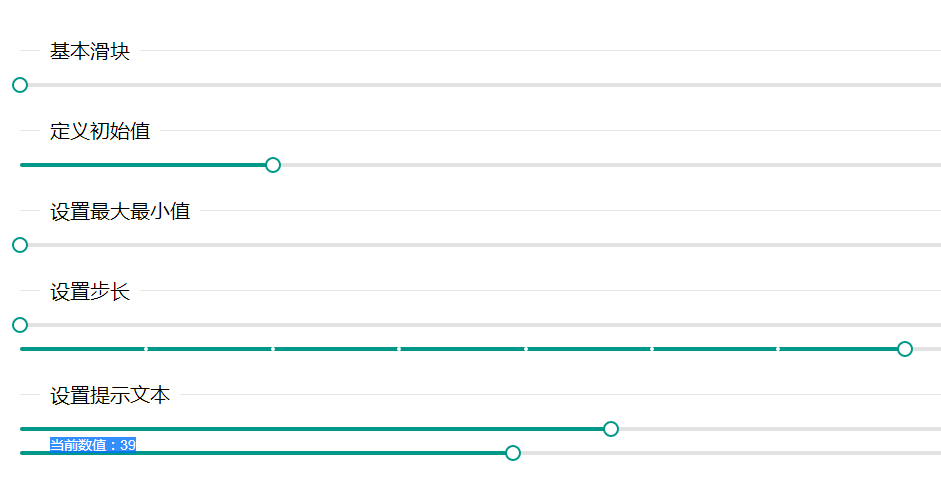 基本滑块
定义初始值
设置最大最小值
设置步长
设置提示文本
当前数值：39